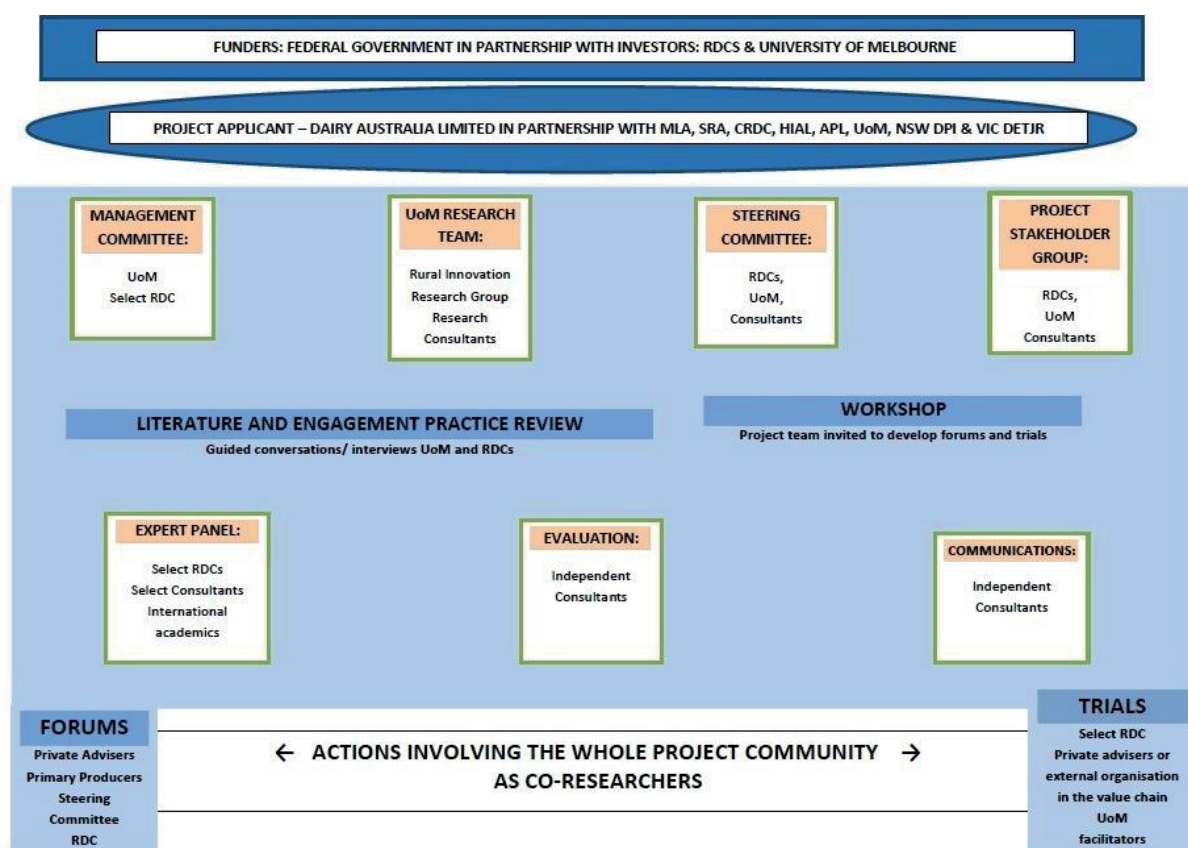 FUNDERS: FEDERAL GOVERNMENT IN PARTNERSHIP WITH INVESTORS: RDCS & UNIVERSITY OF MELBOURNE
PROJECT APPLICANT – DAIRY AUSTRALIA LIMITED IN PARTNERSHIP WITH MLA, SRA, CRDC, HIAL, APL, UoM, NSW DPI & VIC DETJR
MANAGEMENT
COMMITTEE:
UoM
Select RDC
UoM RESEARCH
TEAM:
Rural Innovation
Research Group
Research
Consultants
STEERING
COMMITTEE:
RDCs,
UoM,
Consultants
PROJECT
STAKEHOLDER
GROUP:
RDCs,
UoM
Consultants
LITERATURE AND ENGAGEMENT PRACTICE REVIEW
Guided conversations/ interviews UoM and RDCs
WORKSHOP
Project team invited to develop forums and trials
EXPERT PANEL:
Select RDCs
Select Consultants
International
academics
EVALUATION:
Independent
Consultants
COMMUNICATIONS:
Independent
Consultants
FORUMS
Private Advisers
Primary Producers
Steering
Committee
RDC
← ACTIONS INVOLVING THE WHOLE PROJECT COMMUNITY →
AS CO-RESEARCHERS
TRIALS
Select RDC
Private advisers or
external organisation
in the value chain
UoM
facilitators